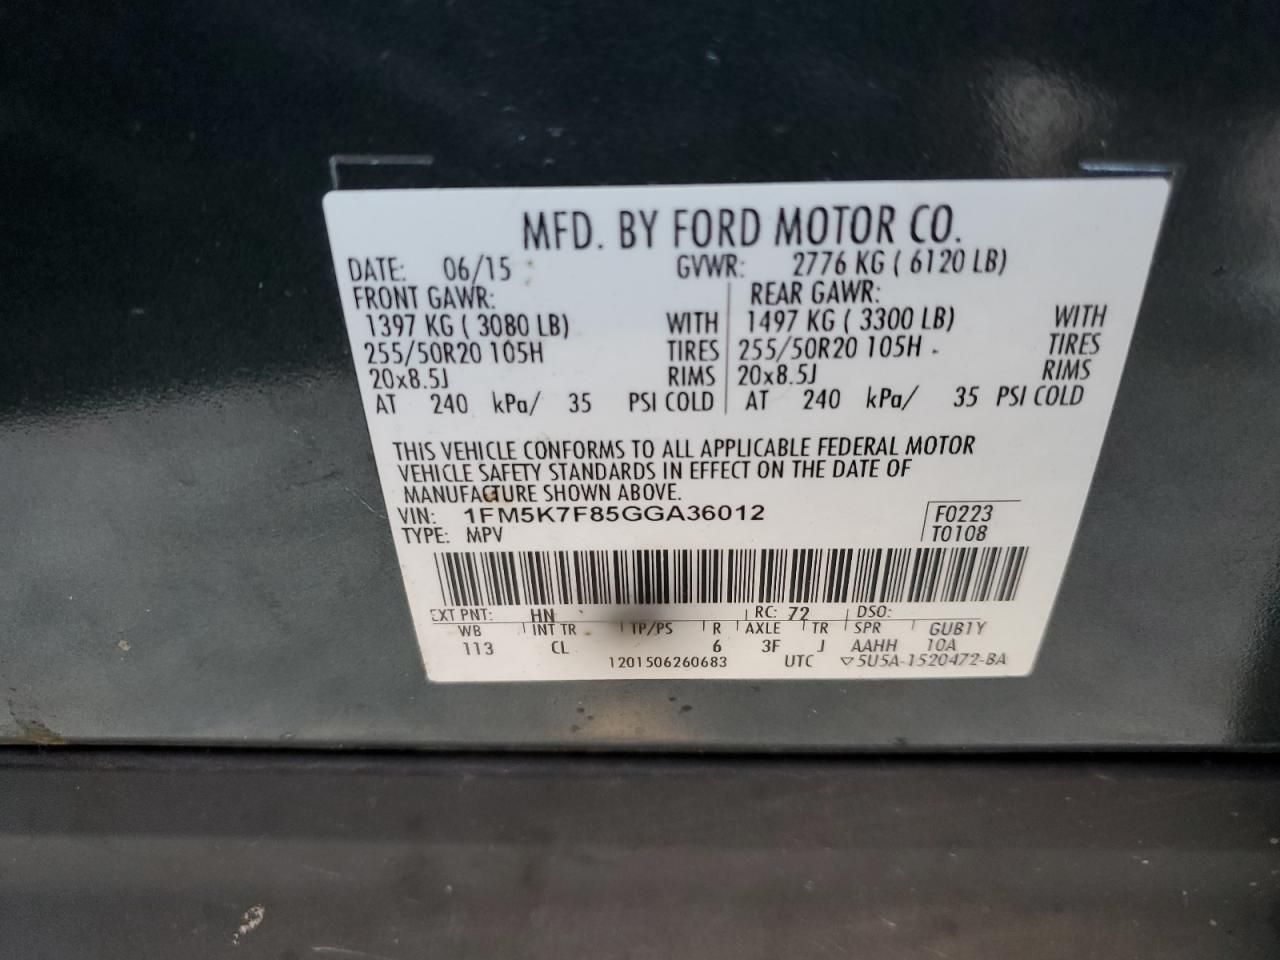 MFD. BY FORD MOTOR CO.
DATE: 06/15 GVWR: 2776 KG ( 6120 LB)
FRONT GAWR: REAR GAWR:
1397 KG ( 3080 LB) WITH 1497 KG ( 3300 LB) WITH
255/50R20 105H TIRES 255/50R20 105H TIRES
20x8.5J RIMS 20x8.5J RIMS
AT 240 kPa/ 35 PSI COLD AT 240 kPa/ 35 PSI COLD
THIS VEHICLE CONFORMS TO ALL APPLICABLE FEDERAL MOTOR
VEHICLE SAFETY STANDARDS IN EFFECT ON THE DATE OF
MANUFACTURE SHOWN ABOVE.
VIN: 1FM5K7F85GGA36012 F0223
TYPE: MPV T0108
EXT PNT: HN RC: 72 DSO:
WB INT TR TP/PS R AXLE TR SPR GUB1Y
113 CL 6 3F J AAHH 10A
1201506260683 UTC ▽5U5A-1520472-BA